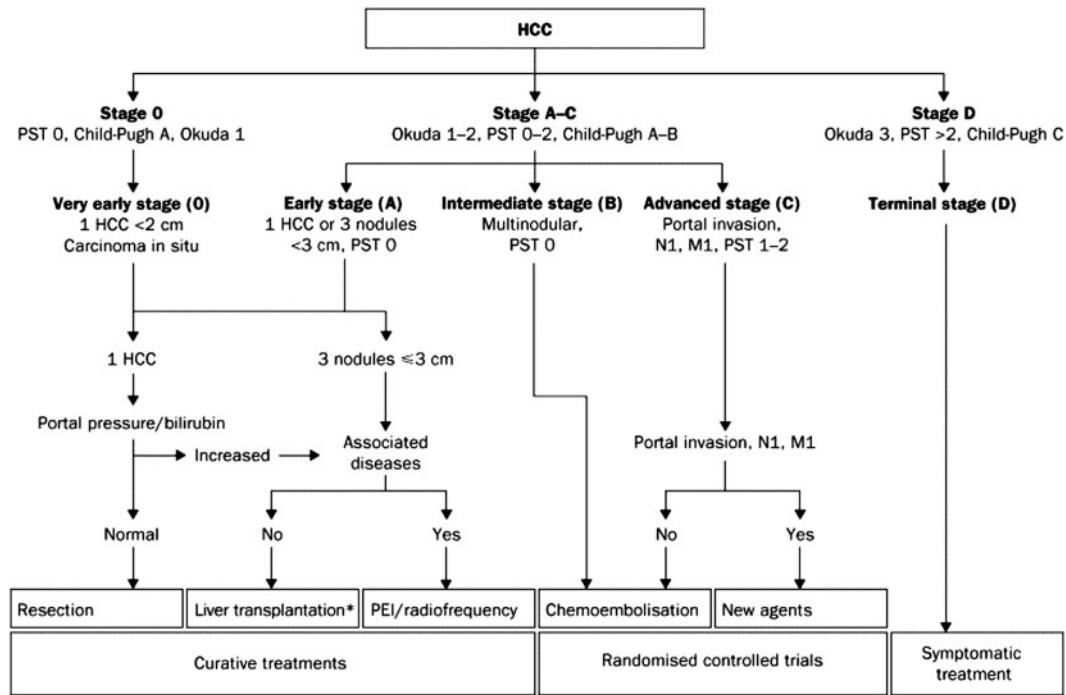 HCC
Stage 0
PST 0, Child-Pugh A, Okuda 1
Stage A–C
Okuda 1–2, PST 0–2, Child-Pugh A–B
Stage D
Okuda 3, PST >2, Child-Pugh C
Very early stage (0)
1 HCC <2 cm
Carcinoma in situ
Early stage (A)
1 HCC or 3 nodules
<3 cm, PST 0
Intermediate stage (B)
Multinodular,
PST 0
Advanced stage (C)
Portal invasion,
N1, M1, PST 1–2
Terminal stage (D)
1 HCC
3 nodules ≤3 cm
Portal pressure/bilirubin
Increased
Associated
diseases
Portal invasion, N1, M1
Normal
No
Yes
No
Yes
Resection
Liver transplantation*
PEI/radiofrequency
Chemoembolisation
New agents
Curative treatments
Randomised controlled trials
Symptomatic
treatment